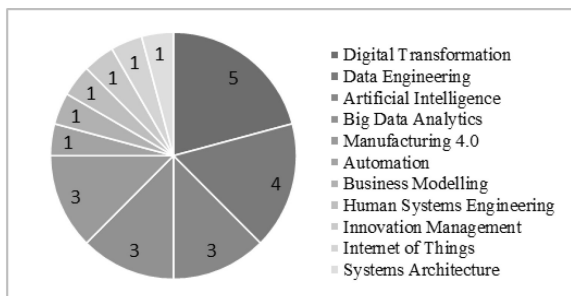 5
4
3
3
3
1
1
1
1
1
1
Digital Transformation
Data Engineering
Artificial Intelligence
Big Data Analytics
Manufacturing 4.0
Automation
Business Modelling
Human Systems Engineering
Innovation Management
Internet of Things
Systems Architecture